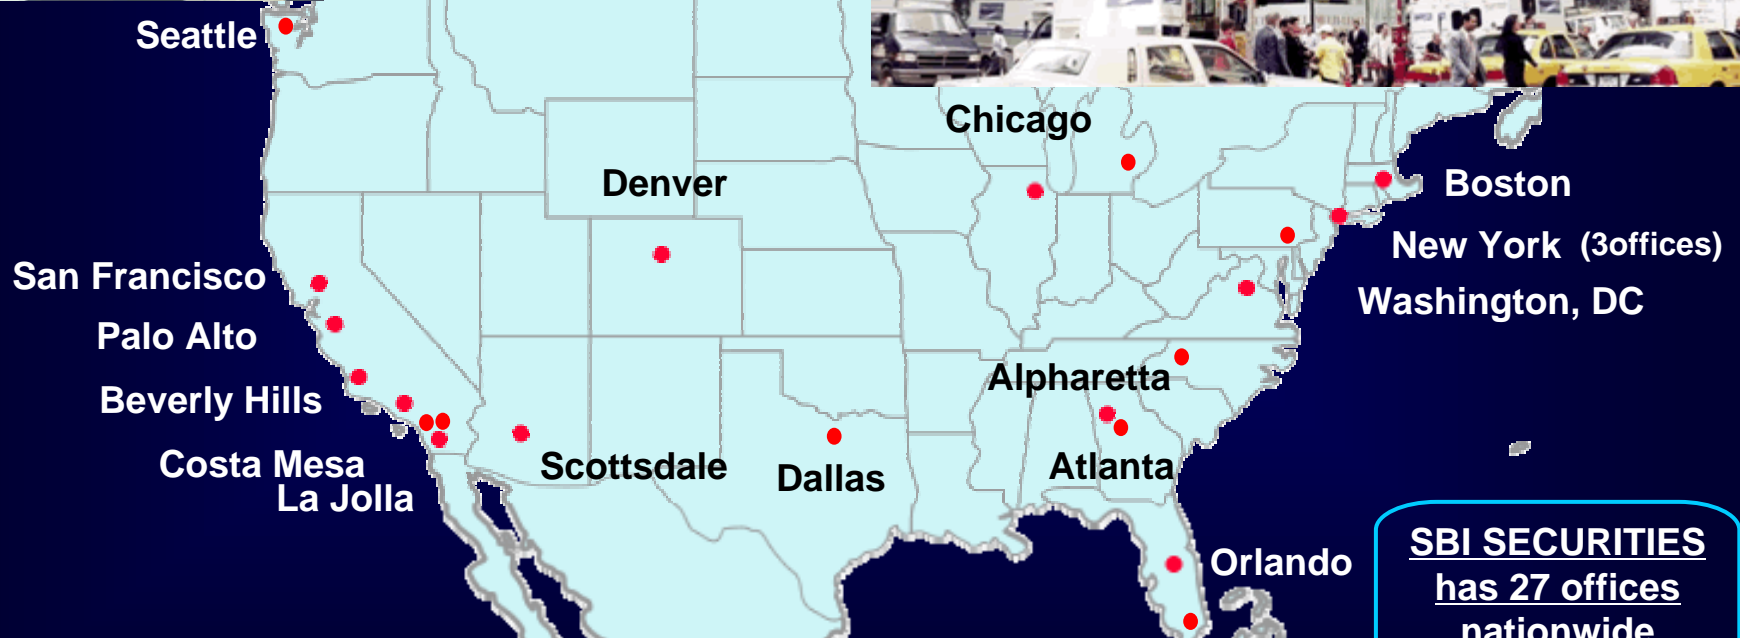 Seattle
Chicago
Denver
Boston
New York (3offices)
San Francisco
Washington, DC
Palo Alto
Alpharetta
Beverly Hills
Costa Mesa
Scottsdale
Dallas
Atlanta
La Jolla
Orlando
SBI SECURITIES
has 27 offices
nationwide